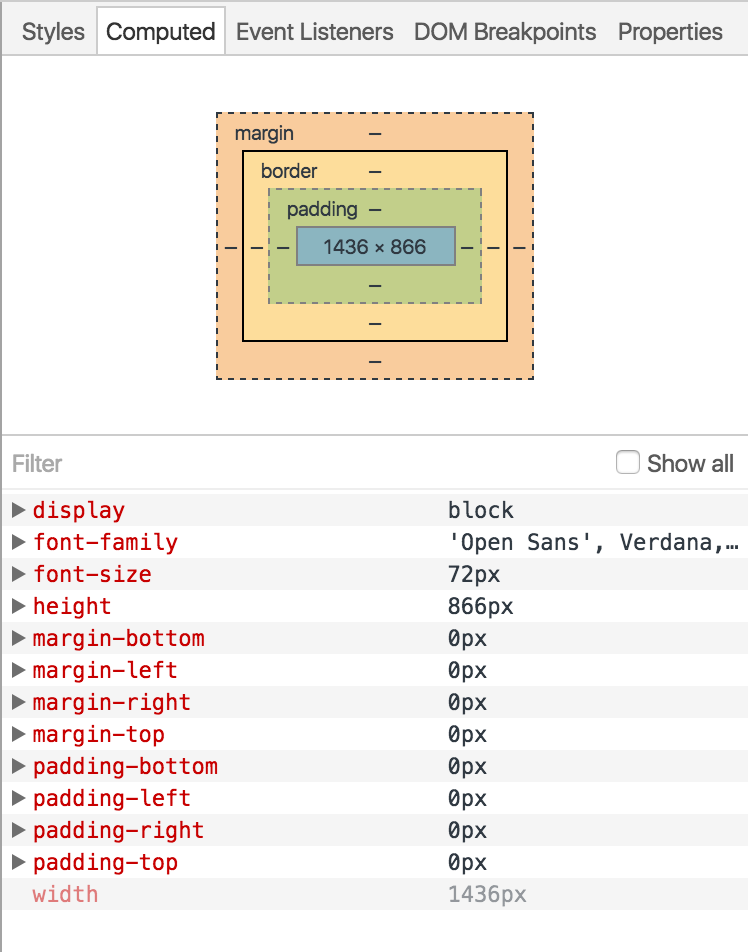 Styles Computed Event Listeners DOM Breakpoints Properties
margin –
border –
padding –
– – – 1436 × 866 – – –
–
–
–
Filter Show all
display block
font-family 'Open Sans', Verdana,…
font-size 72px
height 866px
margin-bottom 0px
margin-left 0px
margin-right 0px
margin-top 0px
padding-bottom 0px
padding-left 0px
padding-right 0px
padding-top 0px
width 1436px